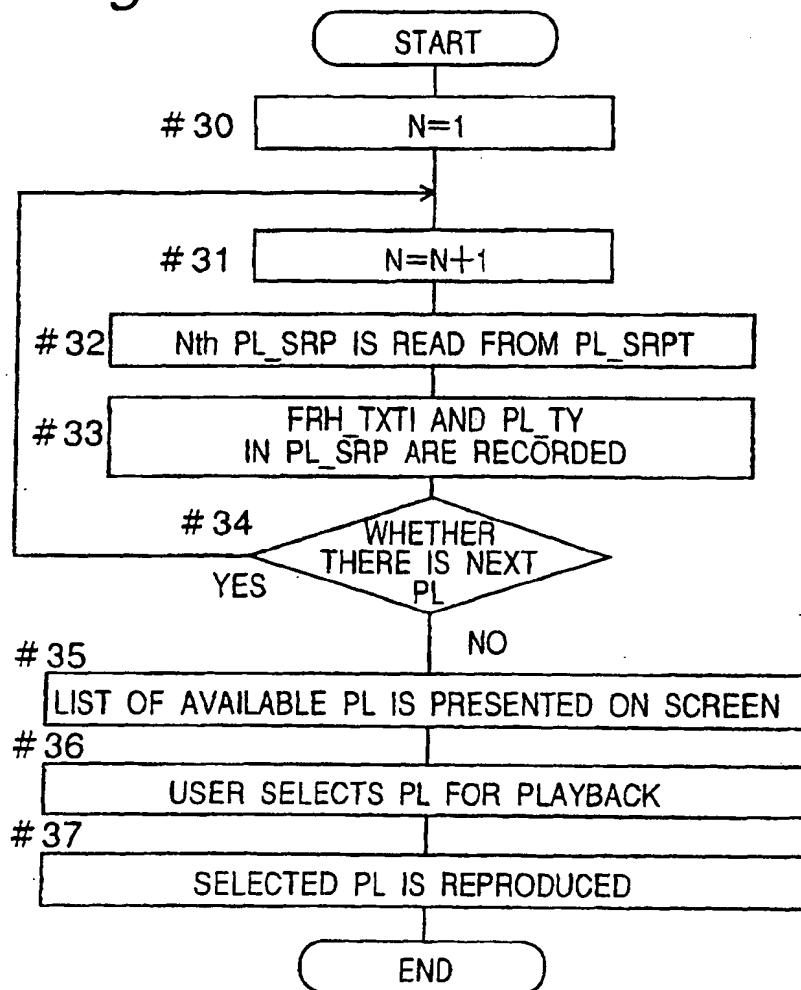 START
#30
N=1
#31
N=N+1
#32
Nth PL_SRP IS READ FROM PL_SRPT
#33
FRH_TXTI AND PL_TY
IN PL_SRP ARE RECORDED
#34
WHETHER
THERE IS NEXT
PL
YES
NO
#35
LIST OF AVAILABLE PL IS PRESENTED ON SCREEN
#36
USER SELECTS PL FOR PLAYBACK
#37
SELECTED PL IS REPRODUCED
END